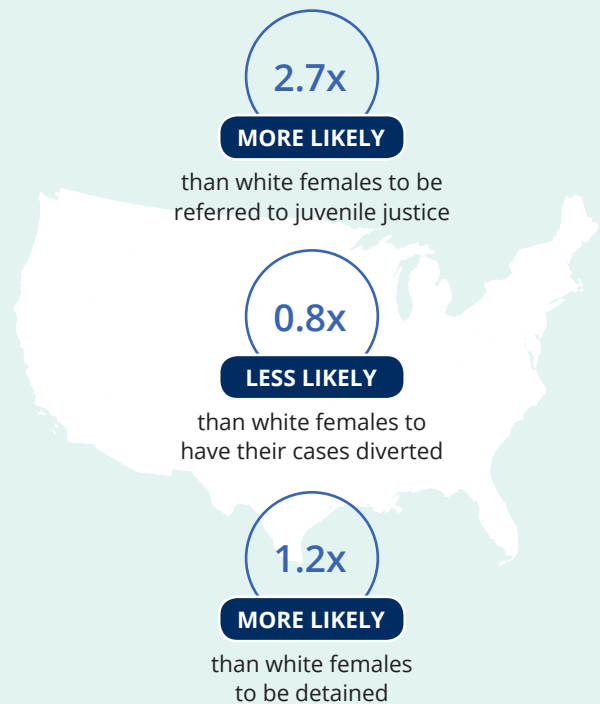 2.7x
MORE LIKELY
than white females to be
referred to juvenile justice
0.8x
LESS LIKELY
than white females to
have their cases diverted
1.2x
MORE LIKELY
than white females
to be detained